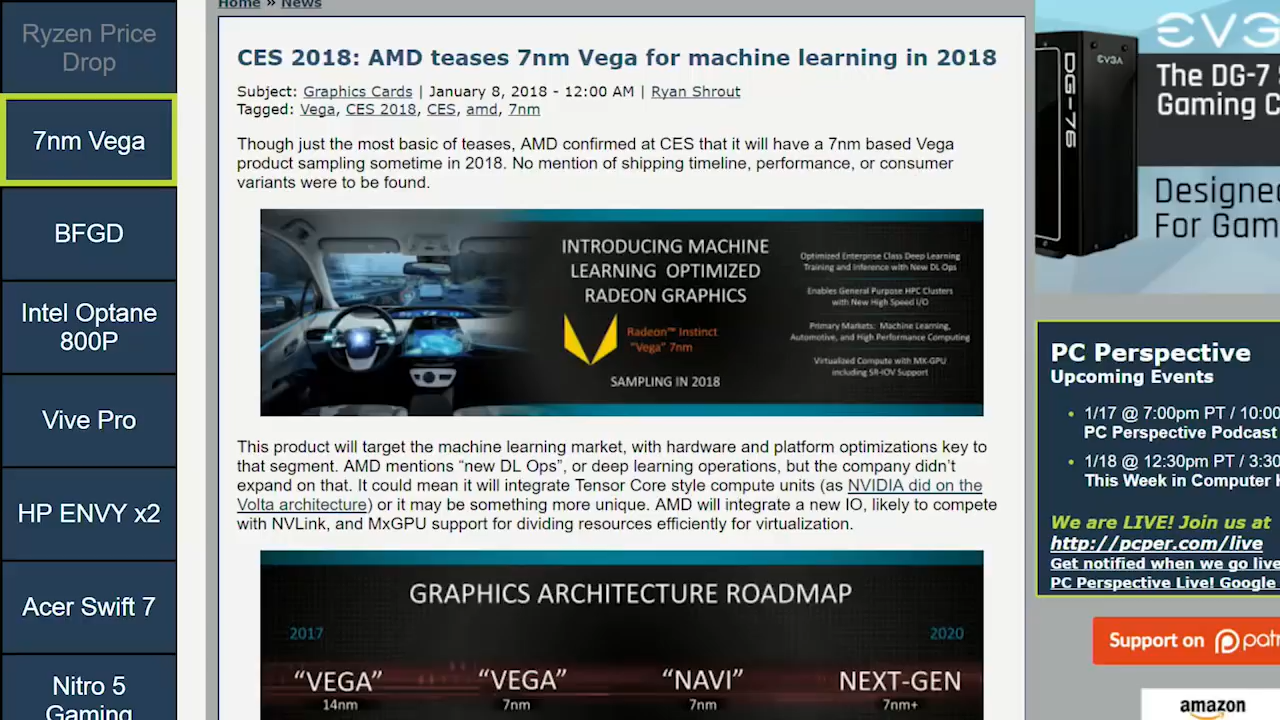 Ryzen Price
Drop
7nm Vega
BFGD
Intel Optane
800P
Vive Pro
HP ENVY x2
Acer Swift 7
Nitro 5
Gaming
Home » News
CES 2018: AMD teases 7nm Vega for machine learning in 2018
Subject: Graphics Cards | January 8, 2018 - 12:00 AM | Ryan Shrout
Tagged: Vega, CES 2018, CES, amd, 7nm
Though just the most basic of teases, AMD confirmed at CES that it will have a 7nm based Vega
product sampling sometime in 2018. No mention of shipping timeline, performance, or consumer
variants were to be found.
INTRODUCING MACHINE
LEARNING OPTIMIZED
RADEON GRAPHICS
Radeon™ Instinct
"Vega" 7nm
SAMPLING IN 2018
Optimized Enterprise Class Deep Learning
Training and Inference with New DL Ops
Enables General Purpose HPC Clusters
with New High Speed I/O
Primary Markets: Machine Learning,
Automotive, and High Performance Computing
Virtualized Compute with MX-GPU
including SR-IOV Support
This product will target the machine learning market, with hardware and platform optimizations key to
that segment. AMD mentions “new DL Ops”, or deep learning operations, but the company didn’t
expand on that. It could mean it will integrate Tensor Core style compute units (as NVIDIA did on the
Volta architecture) or it may be something more unique. AMD will integrate a new IO, likely to compete
with NVLink, and MxGPU support for dividing resources efficiently for virtualization.
GRAPHICS ARCHITECTURE ROADMAP
2017
2020
“VEGA” “VEGA” “NAVI” NEXT-GEN
14nm 7nm 7nm 7nm+
EVG
EVGA
DG-76
The DG-7
Gaming C
Designed
For Gam
PC Perspective
Upcoming Events
• 1/17 @ 7:00pm PT / 10:00
PC Perspective Podcast
• 1/18 @ 12:30pm PT / 3:30
This Week in Computer
We are LIVE! Join us at
http://pcper.com/live
Get notified when we go live
PC Perspective Live! Google
Support on patr
amazon